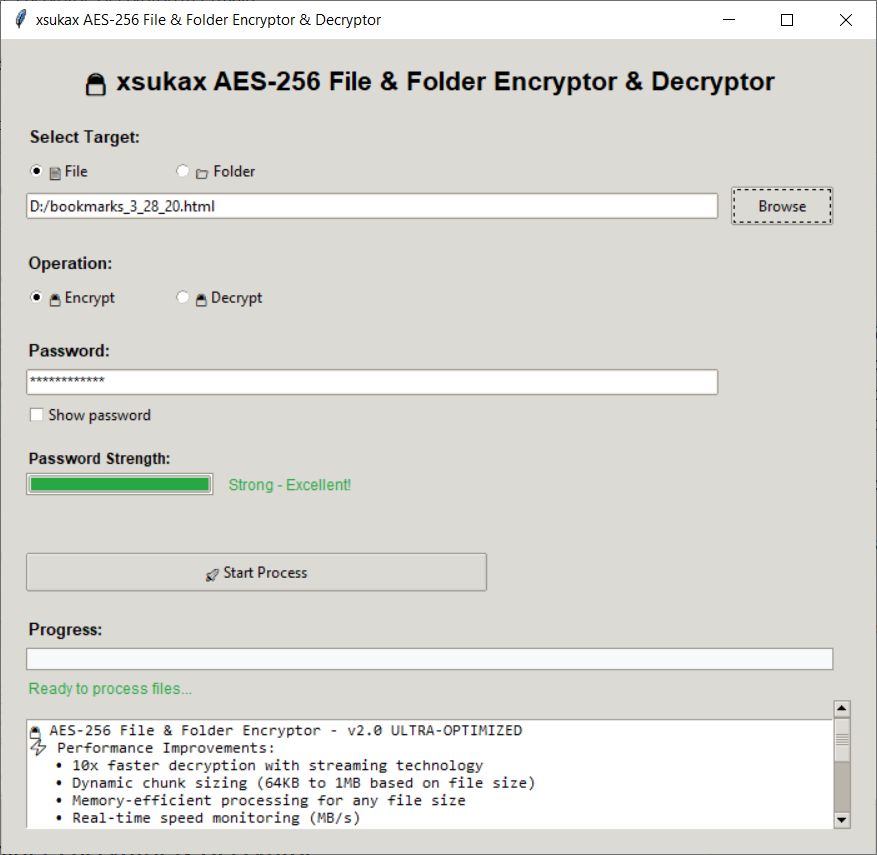 xsukax AES-256 File & Folder Encryptor & Decryptor
xsukax AES-256 File & Folder Encryptor & Decryptor
Select Target:
File Folder
D:/bookmarks_3_28_20.html Browse
Operation:
Encrypt Decrypt
Password:
************
Show password
Password Strength:
Strong - Excellent!
Start Process
Progress:
Ready to process files...
AES-256 File & Folder Encryptor - v2.0 ULTRA-OPTIMIZED
Performance Improvements:
• 10x faster decryption with streaming technology
• Dynamic chunk sizing (64KB to 1MB based on file size)
• Memory-efficient processing for any file size
• Real-time speed monitoring (MB/s)